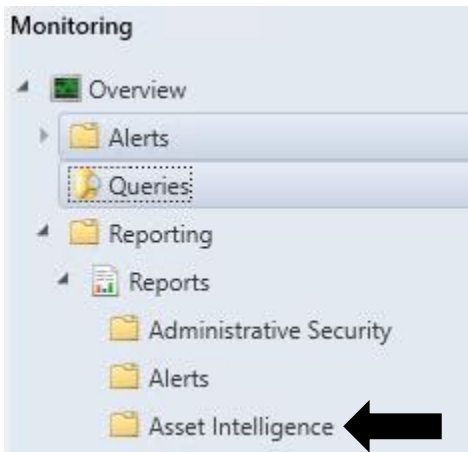 Monitoring
Overview
Alerts
Queries
Reporting
Reports
Administrative Security
Alerts
Asset Intelligence